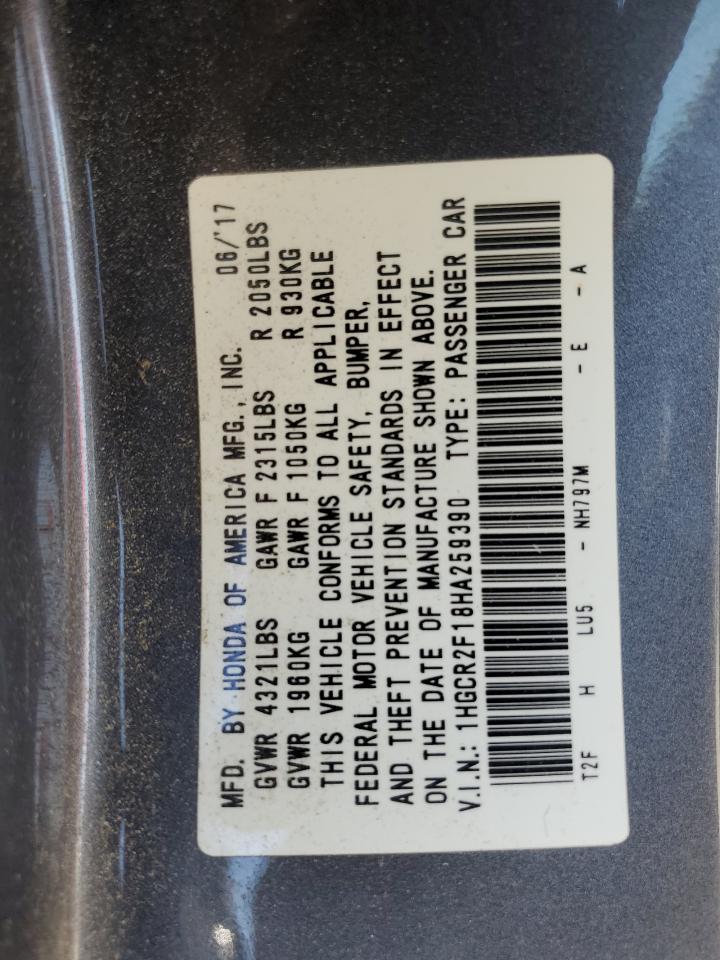 MFD. BY HONDA OF AMERICA MFG., INC. 06/'17
GVWR 4321LBS GAWR F 2315LBS R 2050LBS
GVWR 1960KG GAWR F 1050KG R 930KG
THIS VEHICLE CONFORMS TO ALL APPLICABLE
FEDERAL MOTOR VEHICLE SAFETY, BUMPER,
AND THEFT PREVENTION STANDARDS IN EFFECT
ON THE DATE OF MANUFACTURE SHOWN ABOVE.
V.I.N.: 1HGCR2F18HA259390 TYPE: PASSENGER CAR
T2F H LU5 - NH797M - E - A